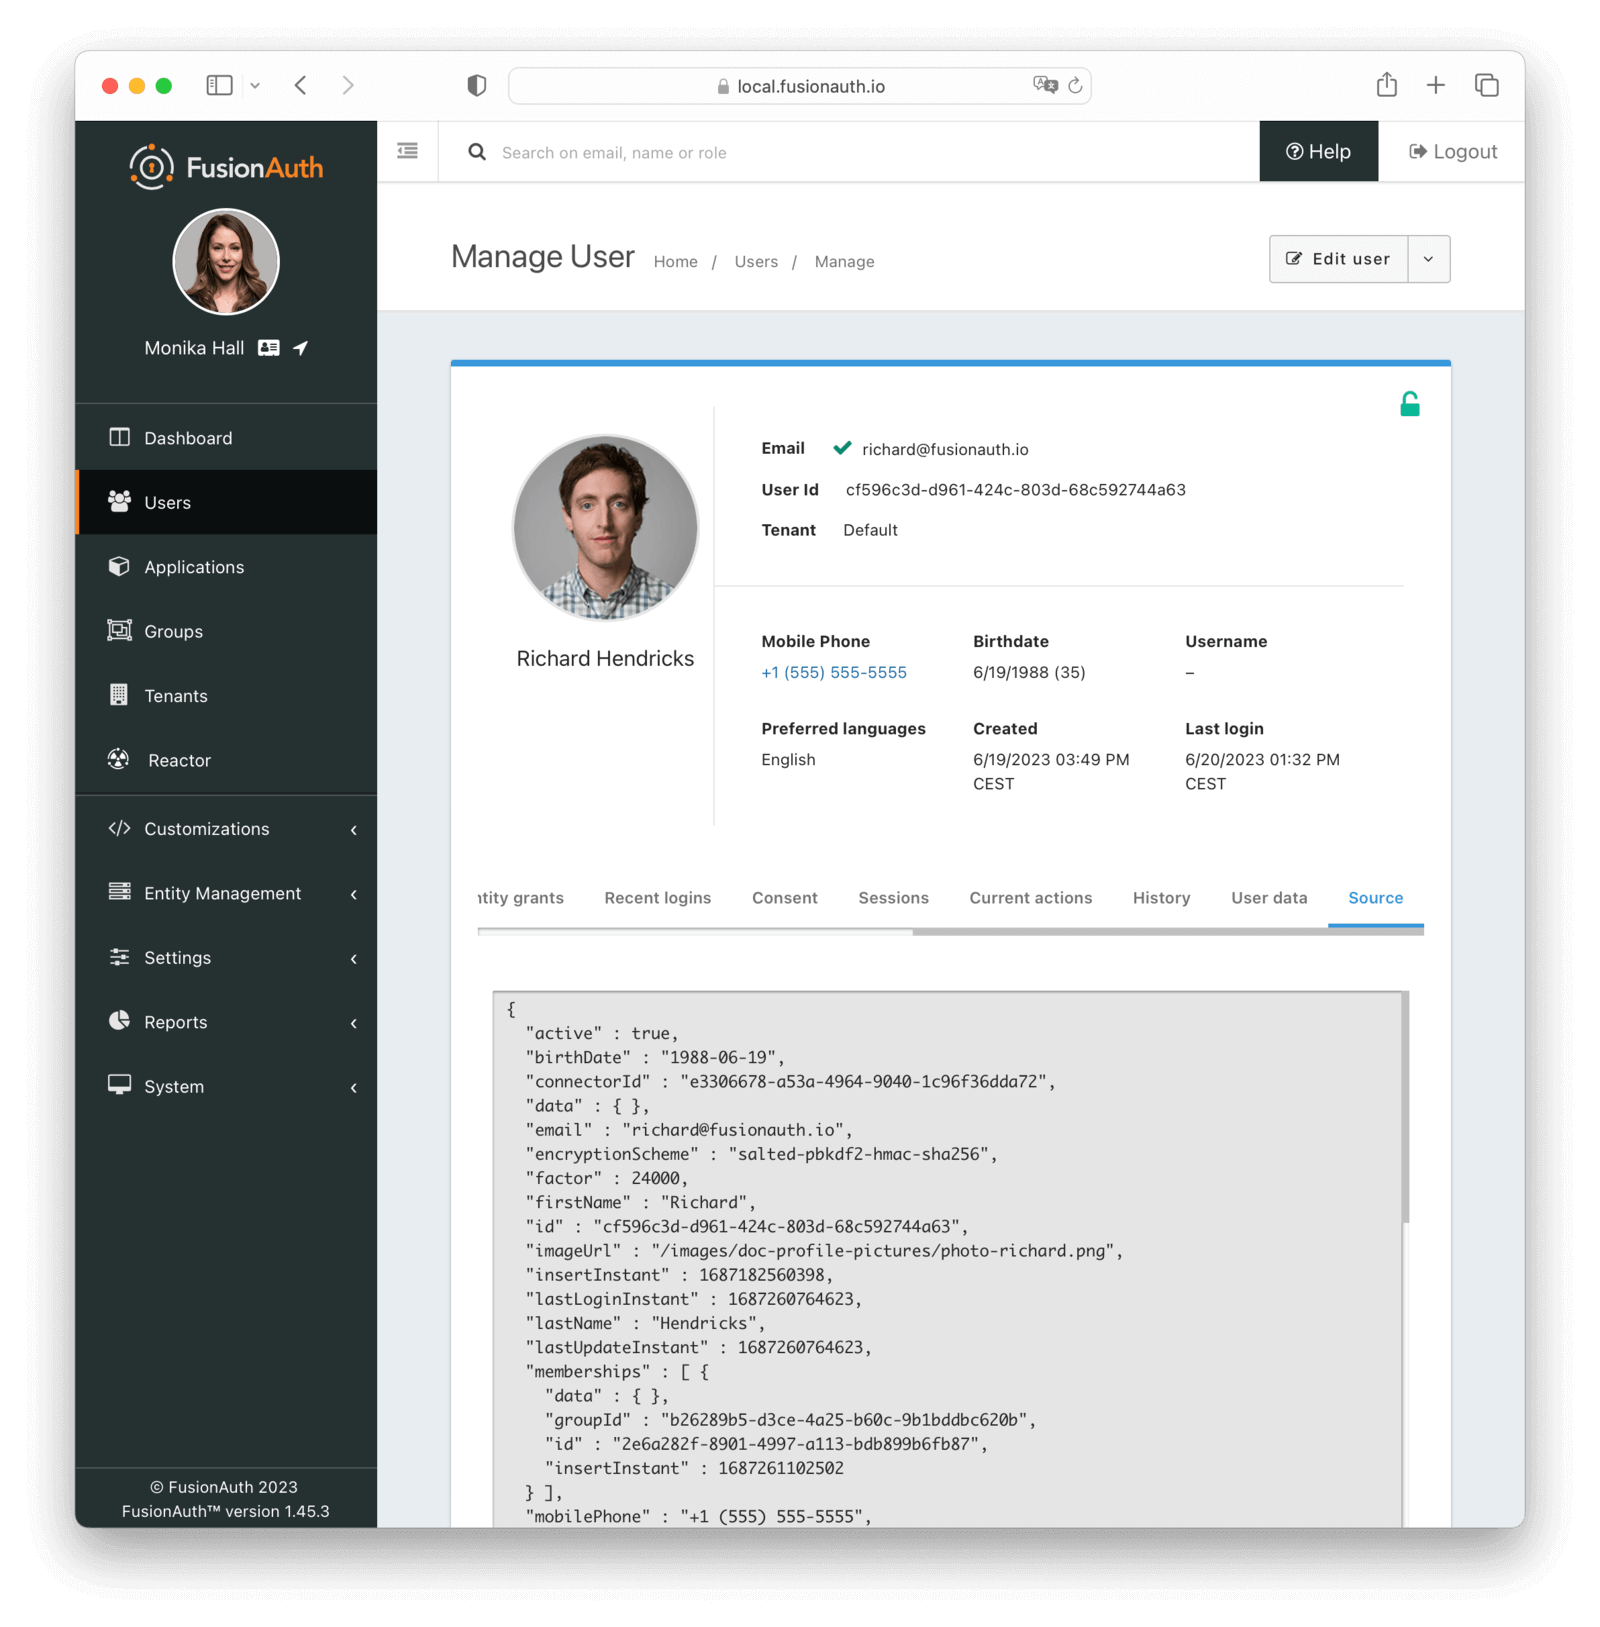 local.fusionauth.io
FusionAuth
Search on email, name or role
Help
Logout
Monika Hall
Dashboard
Users
Applications
Groups
Tenants
Reactor
Customizations
Entity Management
Settings
Reports
System
© FusionAuth 2023
FusionAuth™ version 1.45.3
Manage User
Home / Users / Manage
Edit user
Richard Hendricks
Email richard@fusionauth.io
User Id cf596c3d-d961-424c-803d-68c592744a63
Tenant Default
Mobile Phone Birthdate Username
+1 (555) 555-5555 6/19/1988 (35) –
Preferred languages Created Last login
English 6/19/2023 03:49 PM 6/20/2023 01:32 PM
CEST CEST
ntity grants Recent logins Consent Sessions Current actions History User data Source
{
"active" : true,
"birthDate" : "1988-06-19",
"connectorId" : "e3306678-a53a-4964-9040-1c96f36dda72",
"data" : { },
"email" : "richard@fusionauth.io",
"encryptionScheme" : "salted-pbkdf2-hmac-sha256",
"factor" : 24000,
"firstName" : "Richard",
"id" : "cf596c3d-d961-424c-803d-68c592744a63",
"imageUrl" : "/images/doc-profile-pictures/photo-richard.png",
"insertInstant" : 1687182560398,
"lastLoginInstant" : 1687260764623,
"lastName" : "Hendricks",
"lastUpdateInstant" : 1687260764623,
"memberships" : [ {
"data" : { },
"groupId" : "b26289b5-d3ce-4a25-b60c-9b1bddbc620b",
"id" : "2e6a282f-8901-4997-a113-bdb899b6fb87",
"insertInstant" : 1687261102502
} ],
"mobilePhone" : "+1 (555) 555-5555",